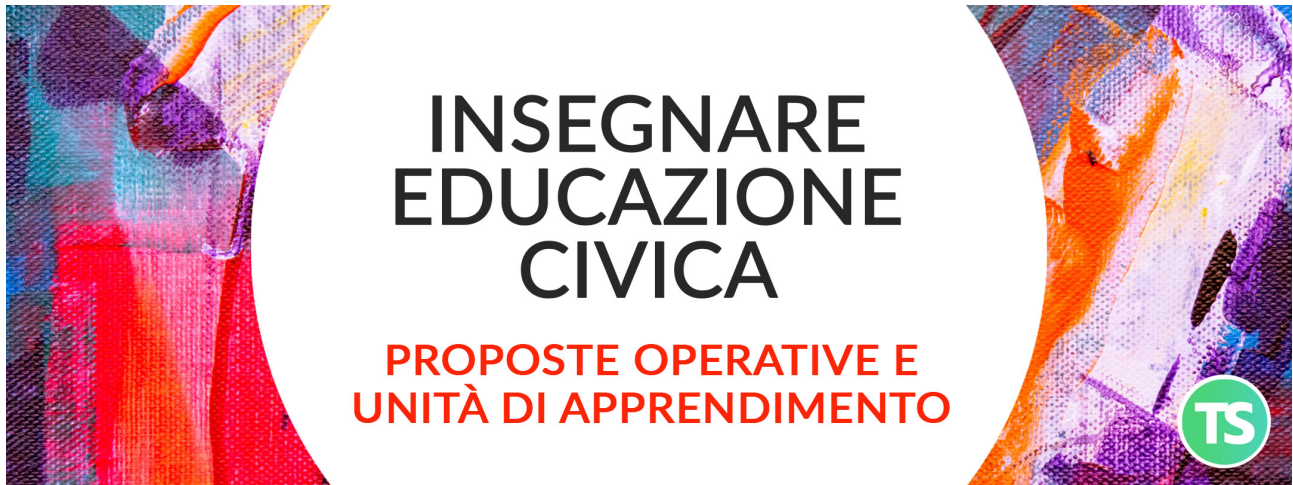 INSEGNARE
EDUCAZIONE
CIVICA
PROPOSTE OPERATIVE E
UNITÀ DI APPRENDIMENTO
TS